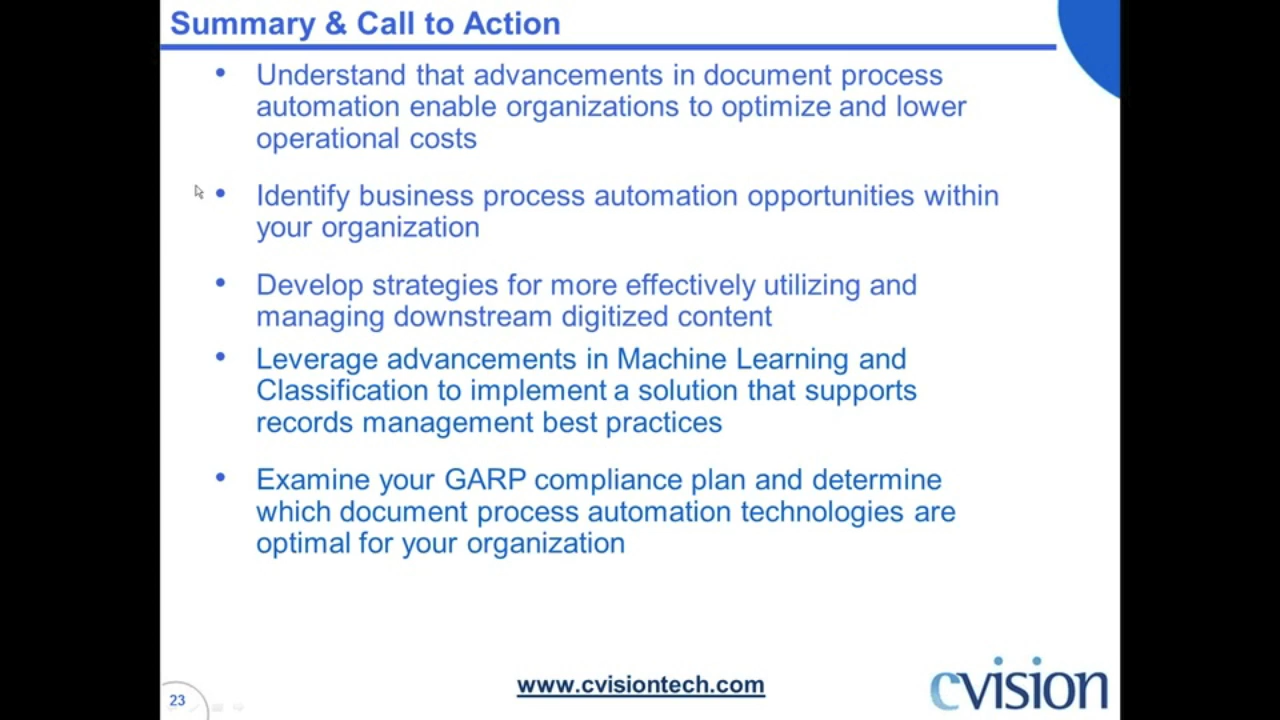 Summary & Call to Action
• Understand that advancements in document process
automation enable organizations to optimize and lower
operational costs
• Identify business process automation opportunities within
your organization
• Develop strategies for more effectively utilizing and
managing downstream digitized content
• Leverage advancements in Machine Learning and
Classification to implement a solution that supports
records management best practices
• Examine your GARP compliance plan and determine
which document process automation technologies are
optimal for your organization
www.cvisiontech.com
cvision
23